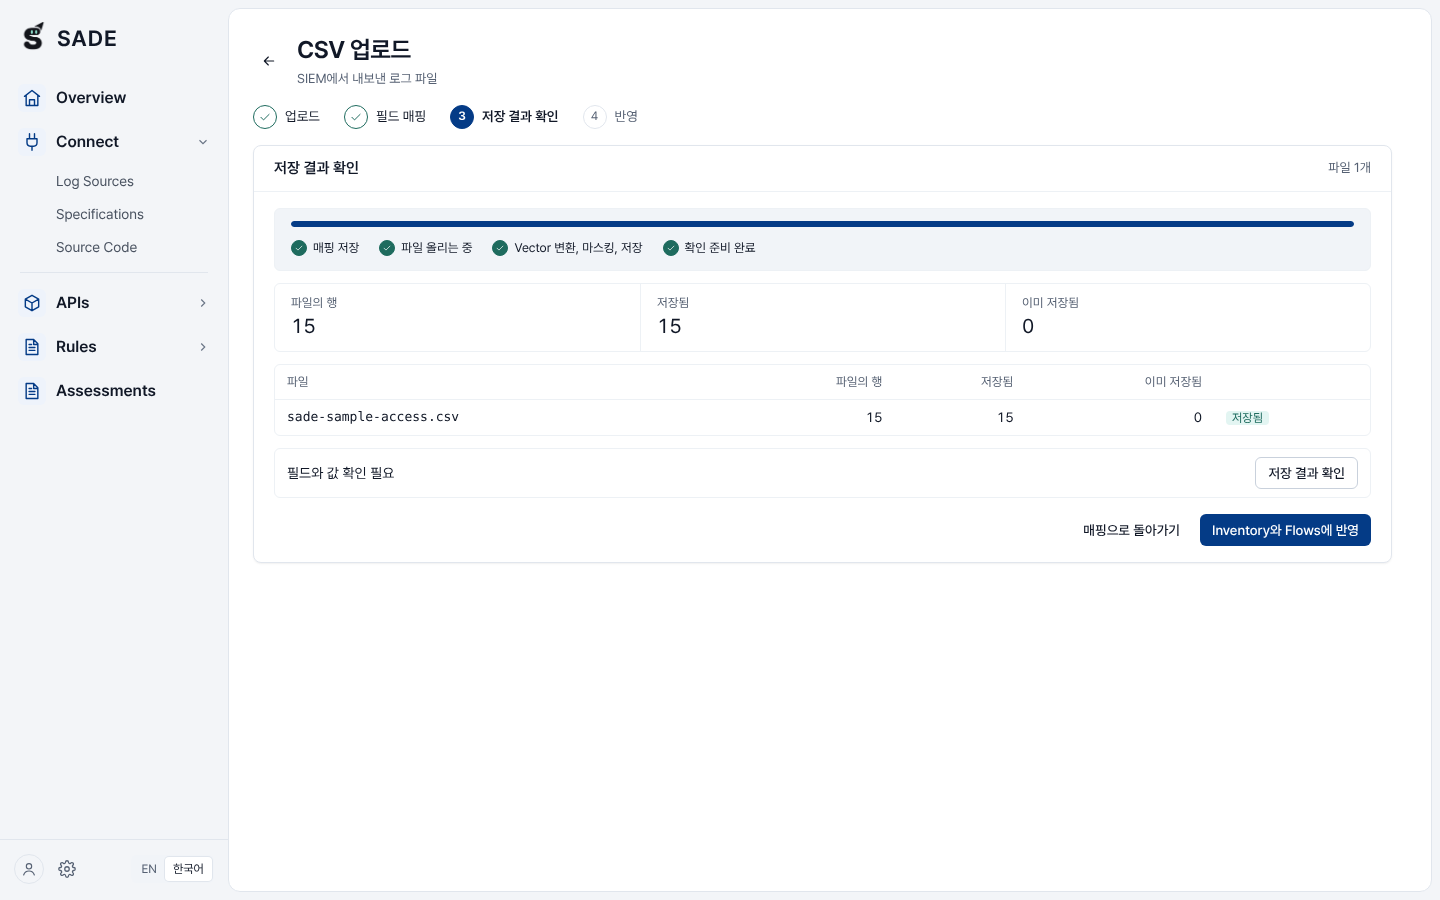 SADE
Overview
Connect
Log Sources
Specifications
Source Code
APIs
Rules
Assessments
EN 한국어
CSV 업로드
SIEM에서 내보낸 로그 파일
업로드 필드 매핑 3 저장 결과 확인 4 반영
저장 결과 확인 파일 1개
매핑 저장 파일 올리는 중 Vector 변환, 마스킹, 저장 확인 준비 완료
파일의 행 저장됨 이미 저장됨
15 15 0
파일 파일의 행 저장됨 이미 저장됨
sade-sample-access.csv 15 15 0 저장됨
필드와 값 확인 필요 저장 결과 확인
매핑으로 돌아가기 Inventory와 Flows에 반영